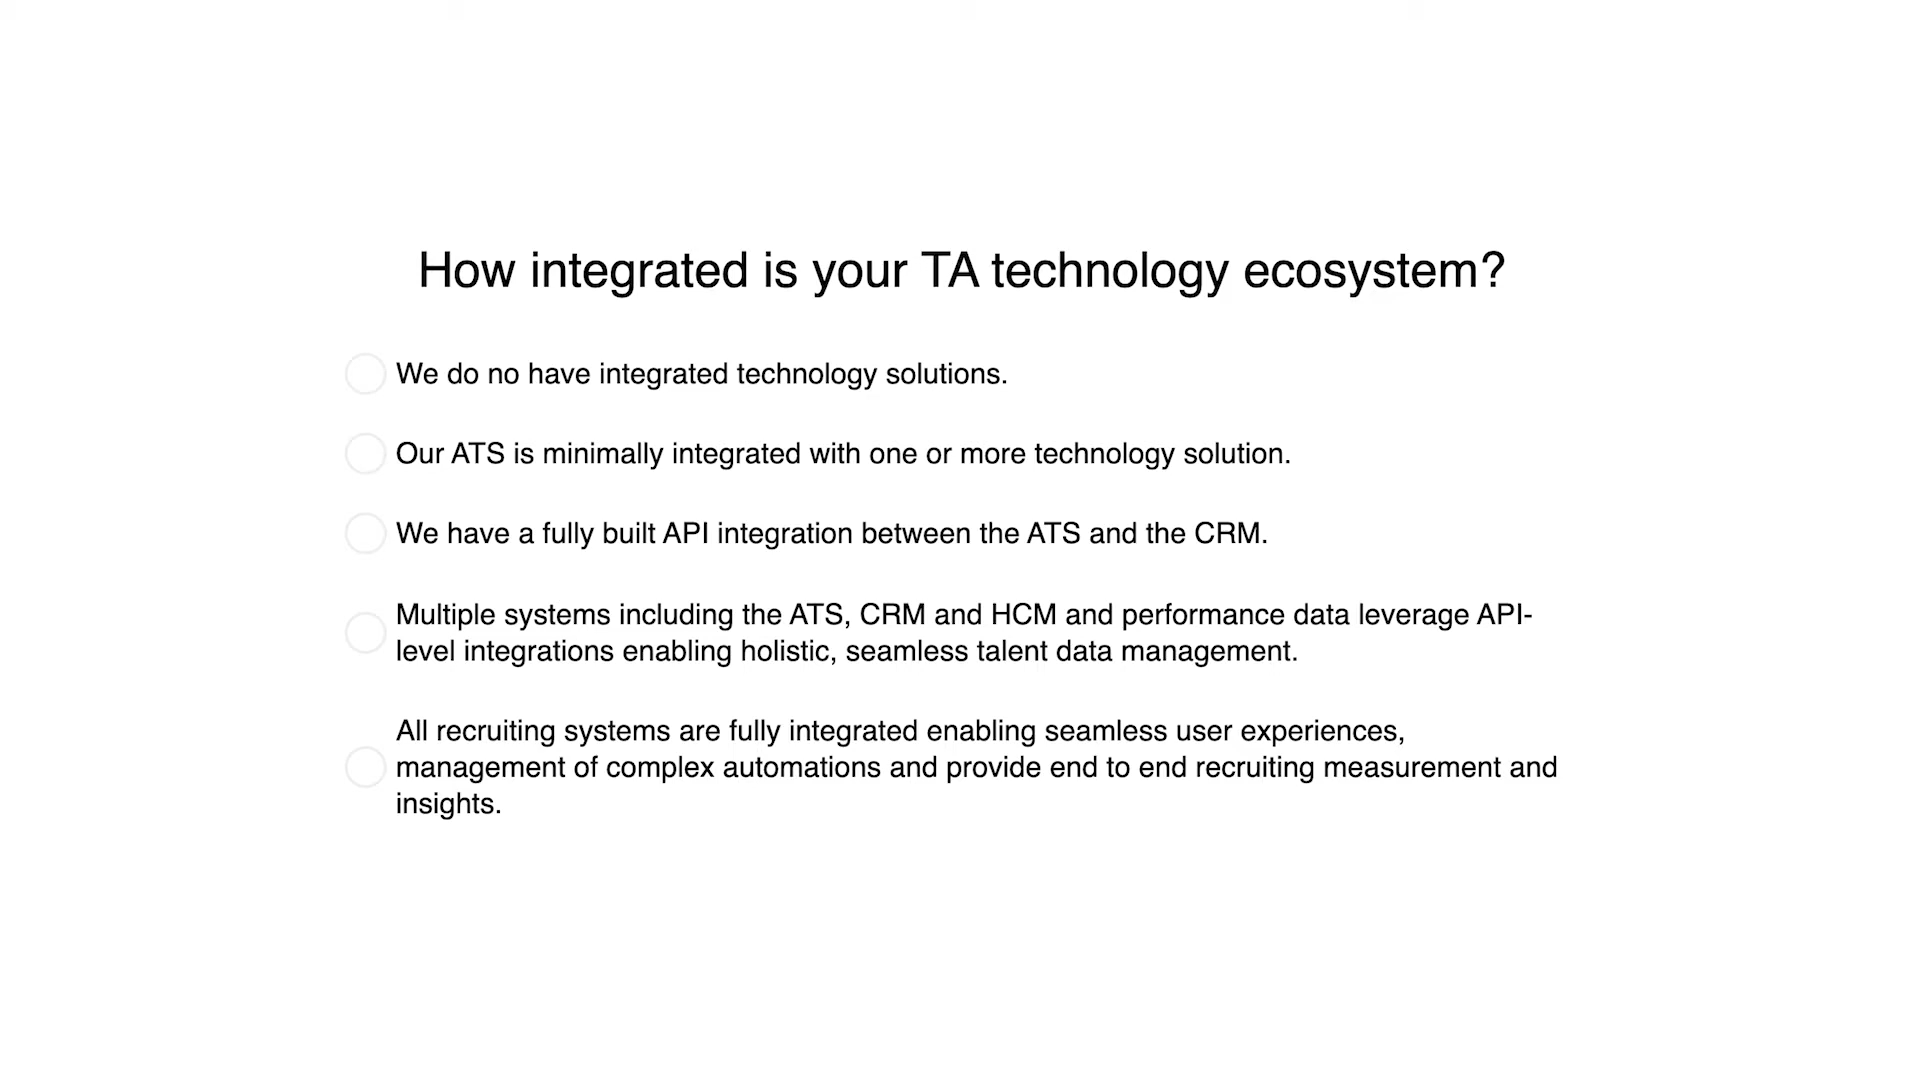 How integrated is your TA technology ecosystem?
We do no have integrated technology solutions.
Our ATS is minimally integrated with one or more technology solution.
We have a fully built API integration between the ATS and the CRM.
Multiple systems including the ATS, CRM and HCM and performance data leverage API-
level integrations enabling holistic, seamless talent data management.
All recruiting systems are fully integrated enabling seamless user experiences,
management of complex automations and provide end to end recruiting measurement and
insights.